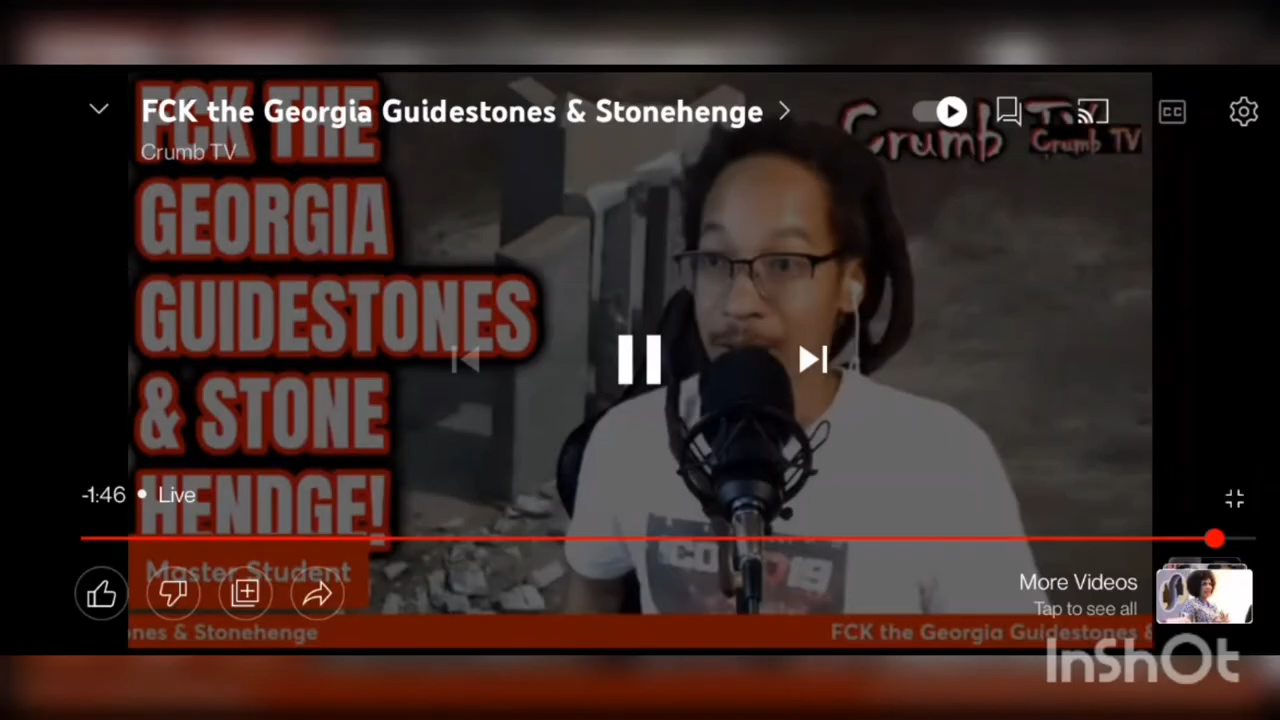 FCK the Georgia Guidestones & Stonehenge
Crumb TV
CC
Crumb TV
Crumb TV
FCK THE
GEORGIA
GUIDESTONES
& STONE
HENDGE!
-1:46 • Live
Master Student
More Videos
Tap to see all
nes & Stonehenge
FCK the Georgia Guidestones &
InShOt